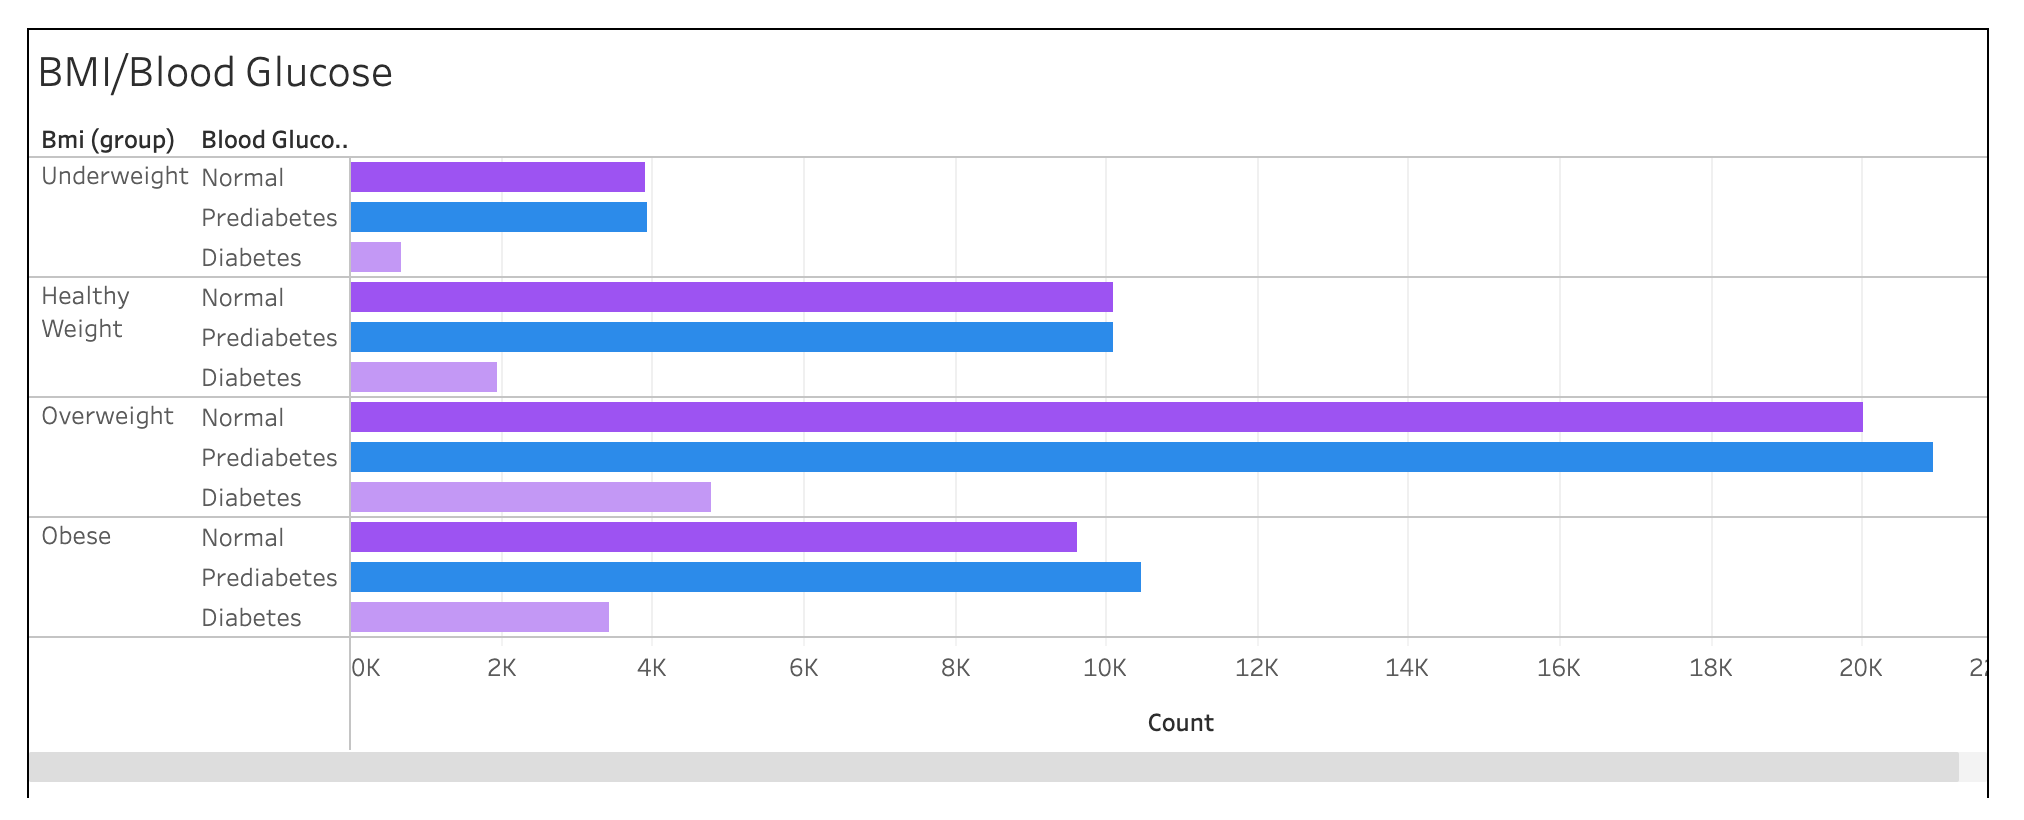 BMI/Blood Glucose
Bmi (group) Blood Gluco..
Underweight Normal
Prediabetes
Diabetes
Healthy Weight Normal
Prediabetes
Diabetes
Overweight Normal
Prediabetes
Diabetes
Obese Normal
Prediabetes
Diabetes
0K 2K 4K 6K 8K 10K 12K 14K 16K 18K 20K
Count